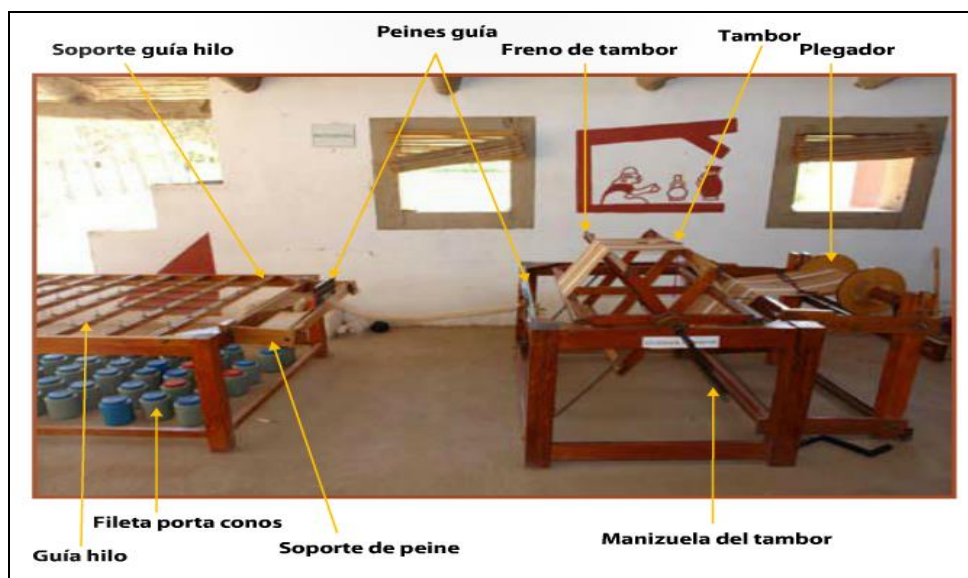 Soporte guía hilo
Peines guía
Freno de tambor
Tambor
Plegador
Fileta porta conos
Guía hilo
Soporte de peine
Manizuela del tambor